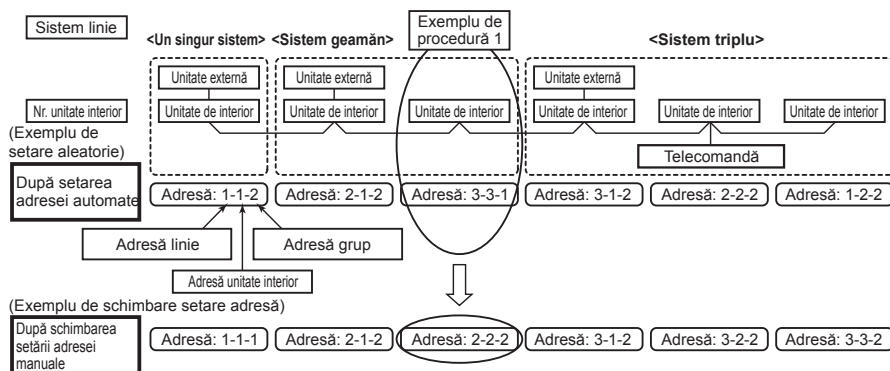 Sistem linie
<Un singur sistem>
<Sistem geamăn>
Exemplu de
procedură 1
<Sistem triplu>
Unitate externă
Unitate externă
Unitate externă
Nr. unitate interior
Unitate de interior
Unitate de interior
Unitate de interior
Unitate de interior
Unitate de interior
Unitate de interior
(Exemplu de
setare aleatorie)
Telecomandă
După setarea
adresei automate
Adresă: 1-1-2
Adresă: 2-1-2
Adresă: 3-3-1
Adresă: 3-1-2
Adresă: 2-2-2
Adresă: 1-2-2
Adresă linie
Adresă grup
Adresă unitate interior
(Exemplu de schimbare setare adresă)
După schimbarea
setării adresei
manuale
Adresă: 1-1-1
Adresă: 2-1-2
Adresă: 2-2-2
Adresă: 3-1-2
Adresă: 3-2-2
Adresă: 3-3-2